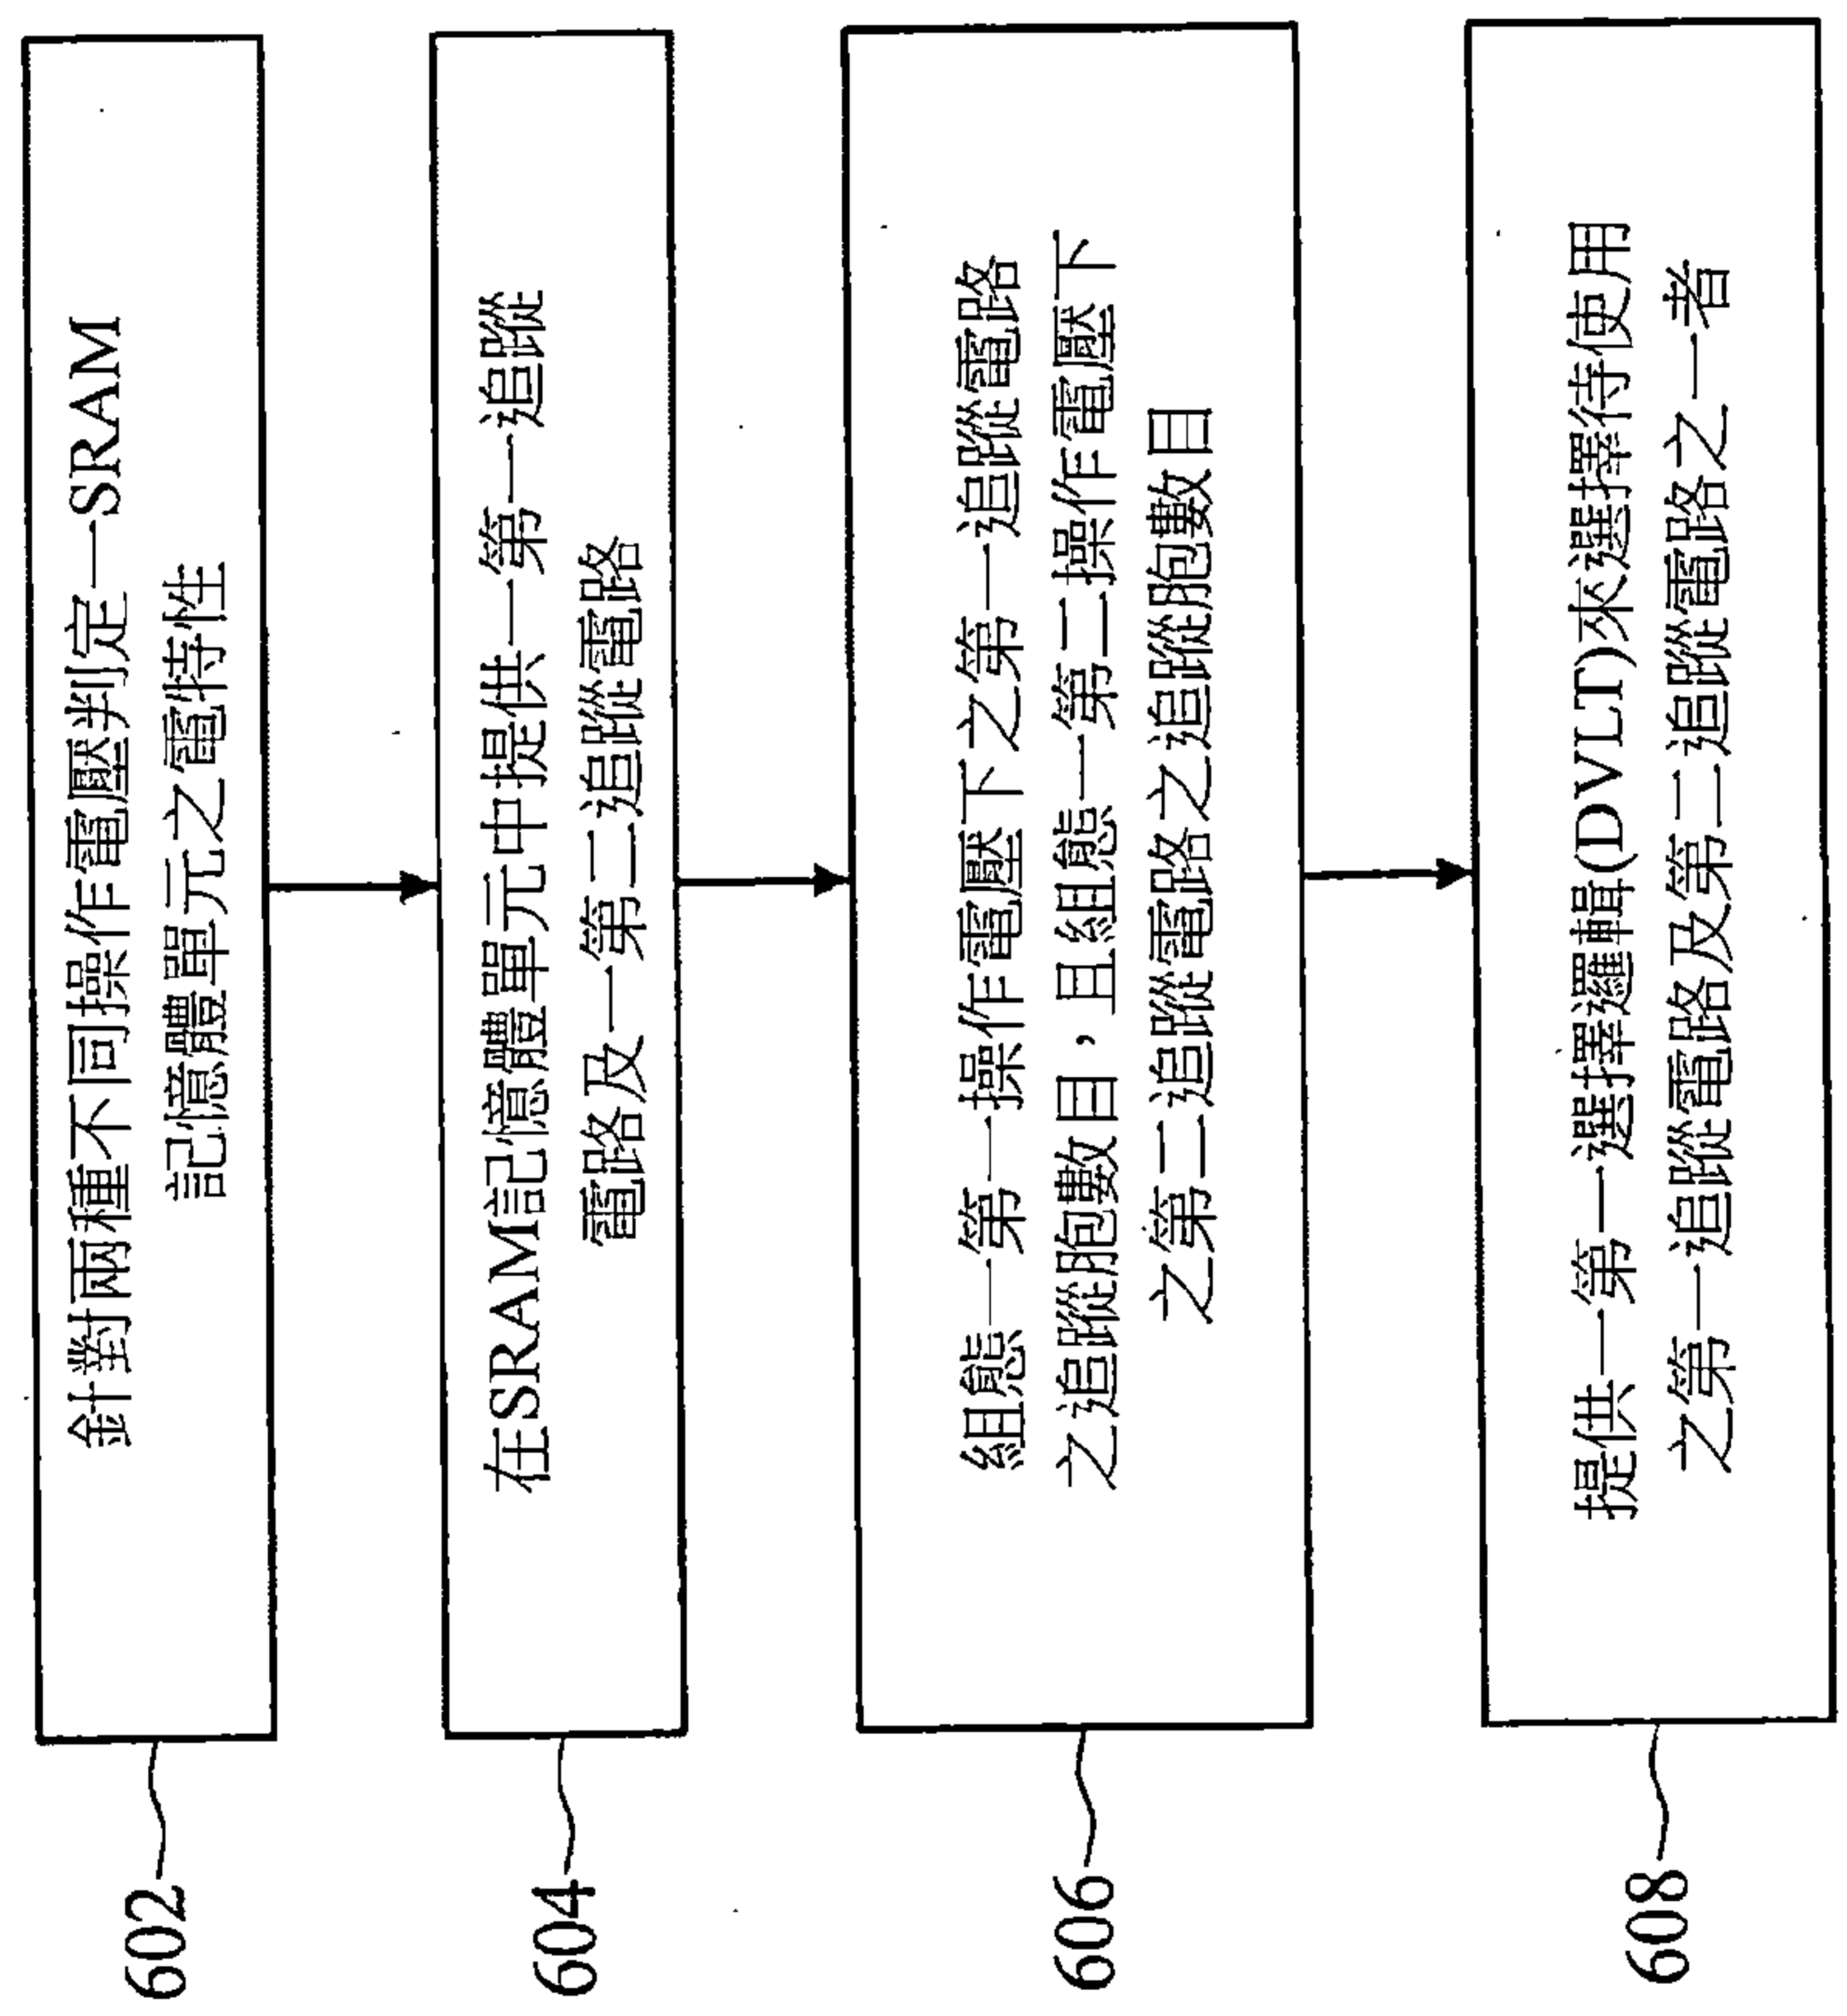 602
針對兩種不同操作電壓判定一SRAM
記憶體單元之電特性
604
在SRAM記憶體單元中提供一第一追蹤
電路及一第二追蹤電路
606
組態一第一操作電壓下之第一追蹤電路
之追蹤胞數目，且組態一第二操作電壓下
之第二追蹤電路之追蹤胞數目
608
提供一第一選擇邏輯(DVLT)來選擇待使用
之第一追蹤電路及第二追蹤電路之一者